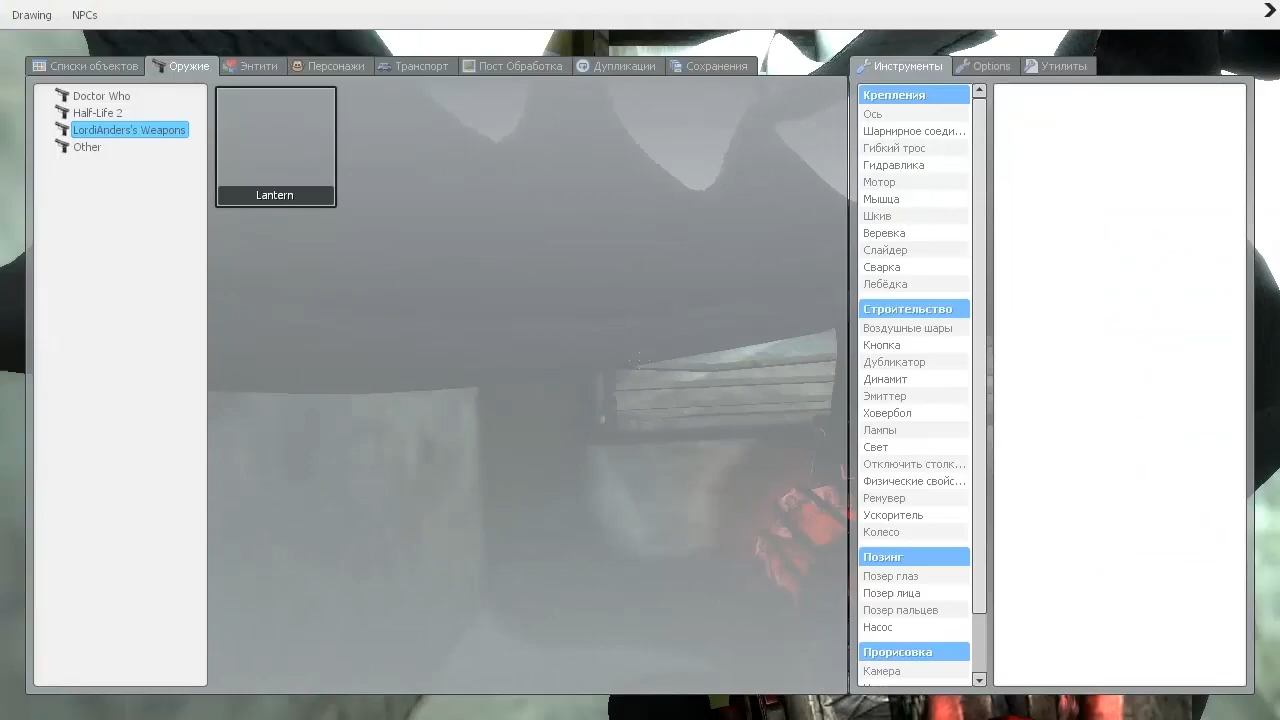 Drawing NPCs
Списки объектов Оружие Энтити Персонажи Транспорт Пост Обработка Дупликации Сохранения Инструменты Options Утилиты
Doctor Who
Half-Life 2
LordiAnders's Weapons
Other
Lantern
Крепления
Ось
Шарнирное соеди...
Гибкий трос
Гидравлика
Мотор
Мышца
Шкив
Веревка
Слайдер
Сварка
Лебёдка
Строительство
Воздушные шары
Кнопка
Дубликатор
Динамит
Эмиттер
Ховербол
Лампы
Свет
Отключить столк...
Физические свойс...
Ремувер
Ускоритель
Колесо
Позинг
Позер глаз
Позер лица
Позер пальцев
Насос
Прорисовка
Камера